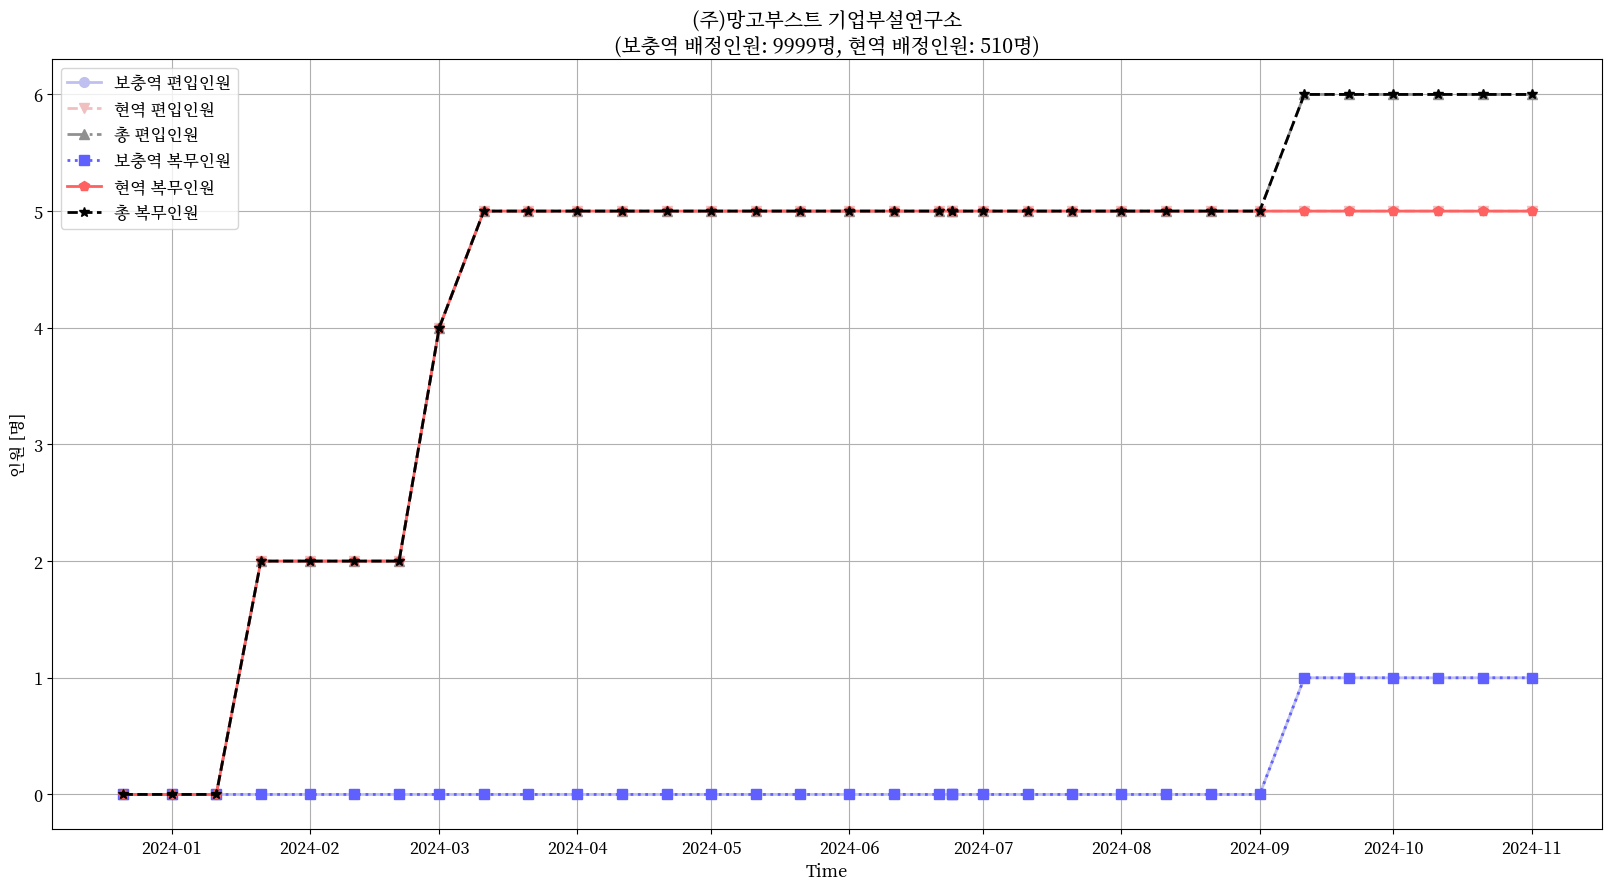 (주)망고부스트 기업부설연구소
(보충역 배정인원: 9999명, 현역 배정인원: 510명)
보충역 편입인원
현역 편입인원
총 편입인원
보충역 복무인원
현역 복무인원
총 복무인원
인원 [명]
6
5
4
3
2
1
0
2024-01 2024-02 2024-03 2024-04 2024-05 2024-06 2024-07 2024-08 2024-09 2024-10 2024-11
Time